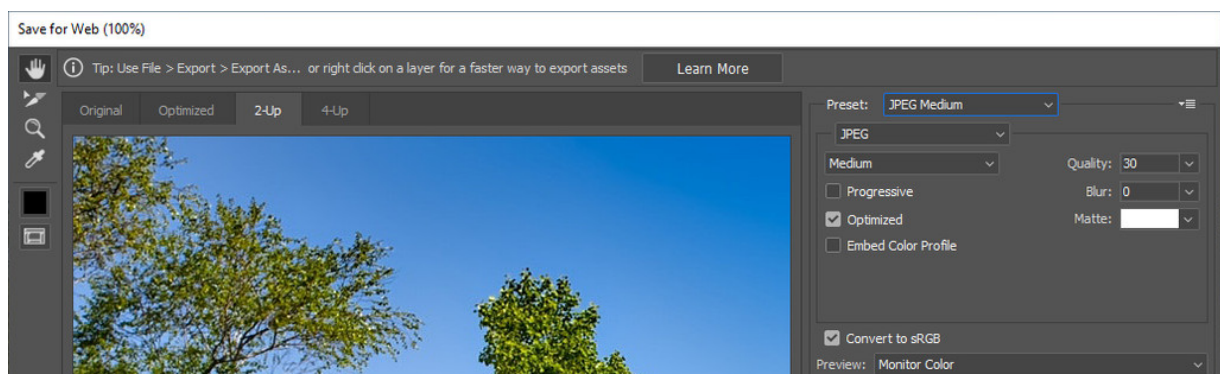 Save for Web (100%)
Tip: Use File > Export > Export As... or right click on a layer for a faster way to export assets
Learn More
Original
Optimized
2-Up
4-Up
Preset: JPEG Medium
JPEG
Medium
Quality: 30
Progressive
Blur: 0
Optimized
Matte:
Embed Color Profile
Convert to sRGB
Preview: Monitor Color